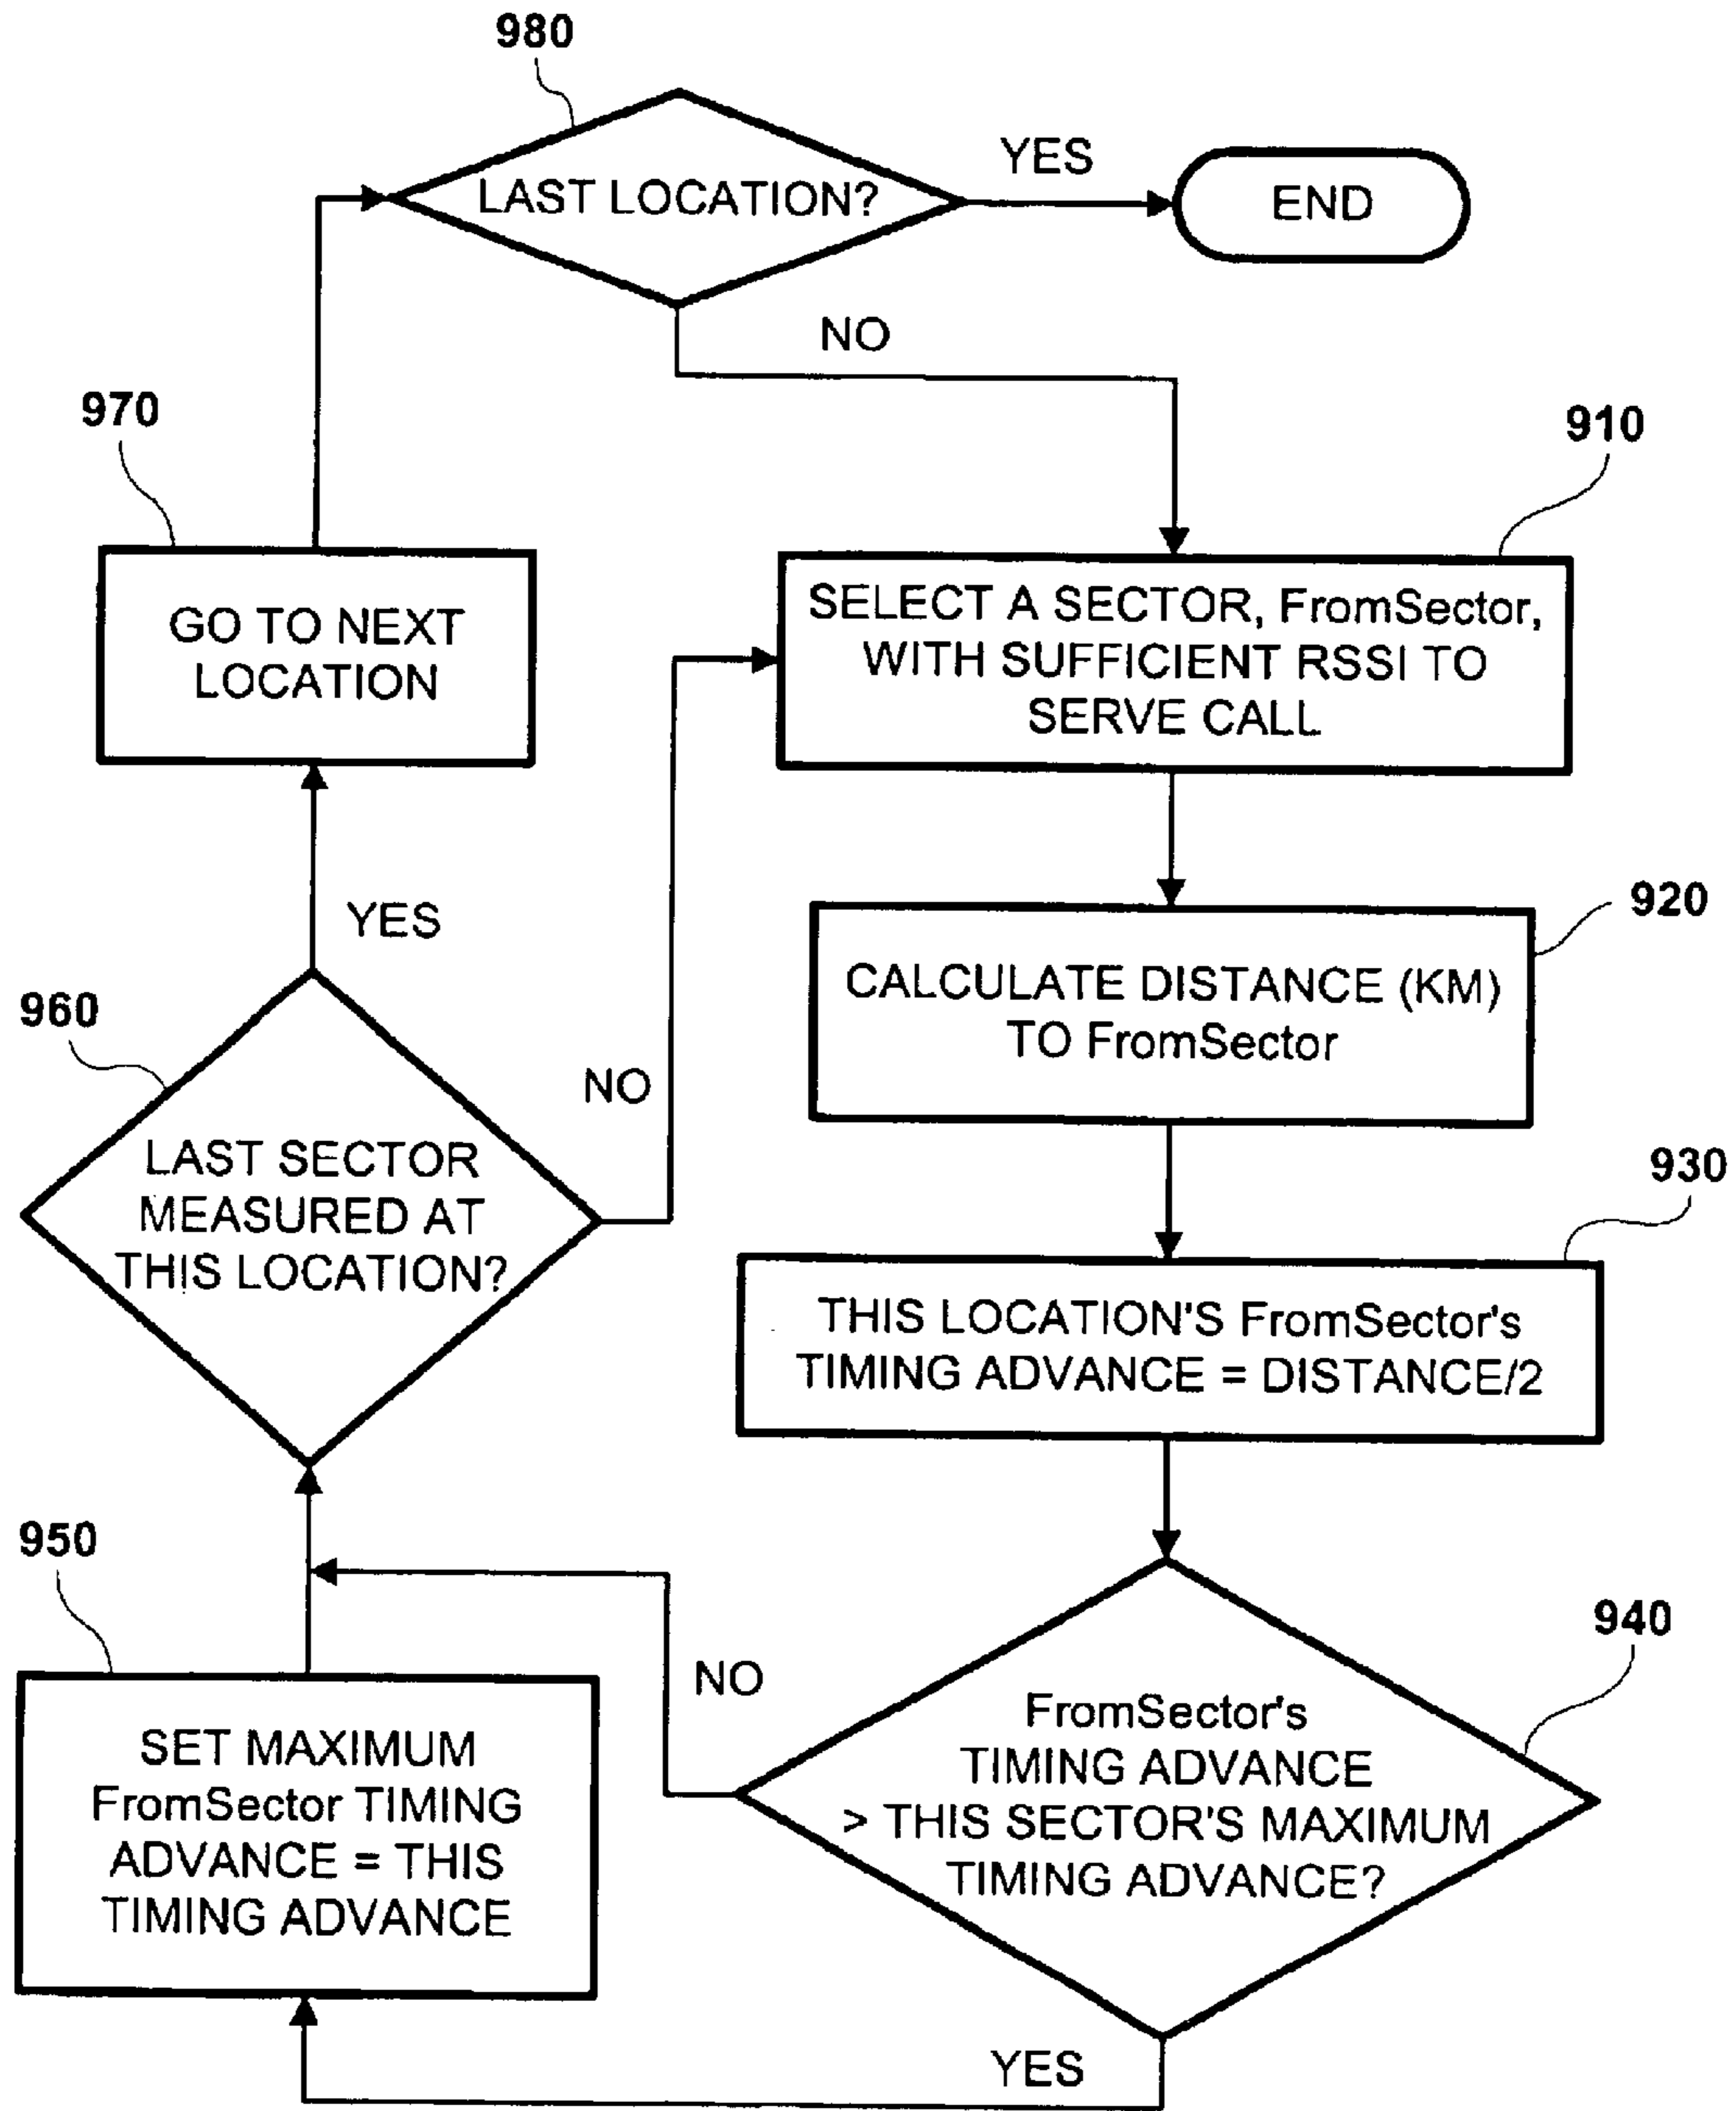 980
LAST LOCATION?
YES
END
NO
970
910
GO TO NEXT
LOCATION
SELECT A SECTOR, FromSector,
WITH SUFFICIENT RSSI TO
SERVE CALL
YES
920
CALCULATE DISTANCE (KM)
TO FromSector
960
NO
LAST SECTOR
MEASURED AT
THIS LOCATION?
930
THIS LOCATION'S FromSector's
TIMING ADVANCE = DISTANCE/2
950
940
NO
SET MAXIMUM
FromSector TIMING
ADVANCE = THIS
TIMING ADVANCE
FromSector's
TIMING ADVANCE
> THIS SECTOR'S MAXIMUM
TIMING ADVANCE?
YES